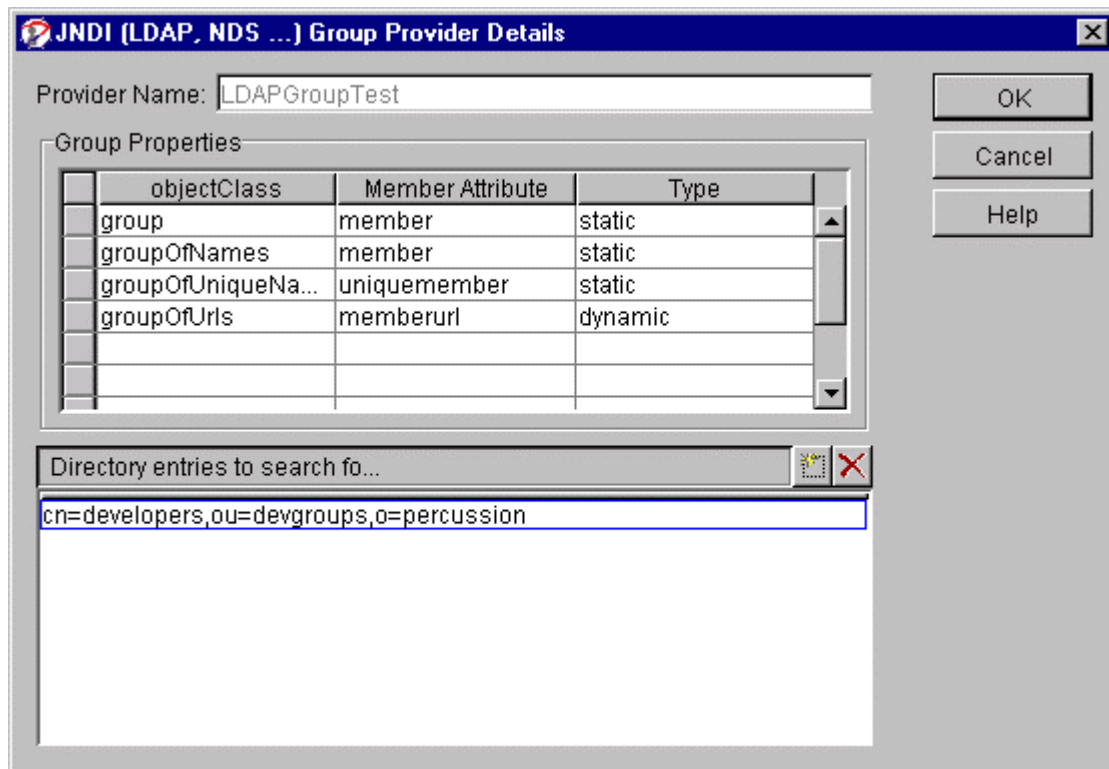 JNDI (LDAP, NDS ...) Group Provider Details
Provider Name: LDAPGroupTest
OK
Group Properties
Cancel
objectClass Member Attribute Type
Help
group member static
groupOfNames member static
groupOfUniqueNa... uniquemember static
groupOfUrls memberurl dynamic
Directory entries to search fo...
cn=developers,ou=devgroups,o=percussion